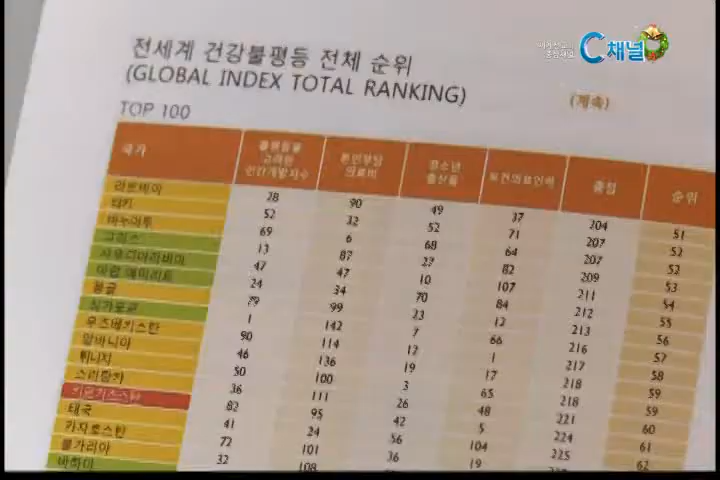 C채널
전세계 건강불평등 전체 순위
(GLOBAL INDEX TOTAL RANKING)
(계속)
TOP 100
국가 불평등을 고려한 인간개발지수 본인부담 의료비 청소년 출산율 보건의료인력 총점 순위
라트비아 28 90 49 37 204 51
터키 52 32 52 71 207 52
바누아투 69 6 68 64 207 52
그리스 13 87 27 82 209 53
사우디아라비아 47 47 10 107 211 54
아랍 에미리트 24 34 70 84 212 55
몽골 79 99 23 12 213 56
싱가포르 1 142 7 66 216 57
우즈베키스탄 90 114 12 1 217 58
알바니아 46 136 19 17 218 59
튀니지 50 100 3 65 218 59
스리랑카 36 111 26 48 221 60
키르기스스탄 82 95 42 5 224 61
태국 41 24 56 104 225 62
카자흐스탄 72 101 36 19
불가리아 32 108
바하마